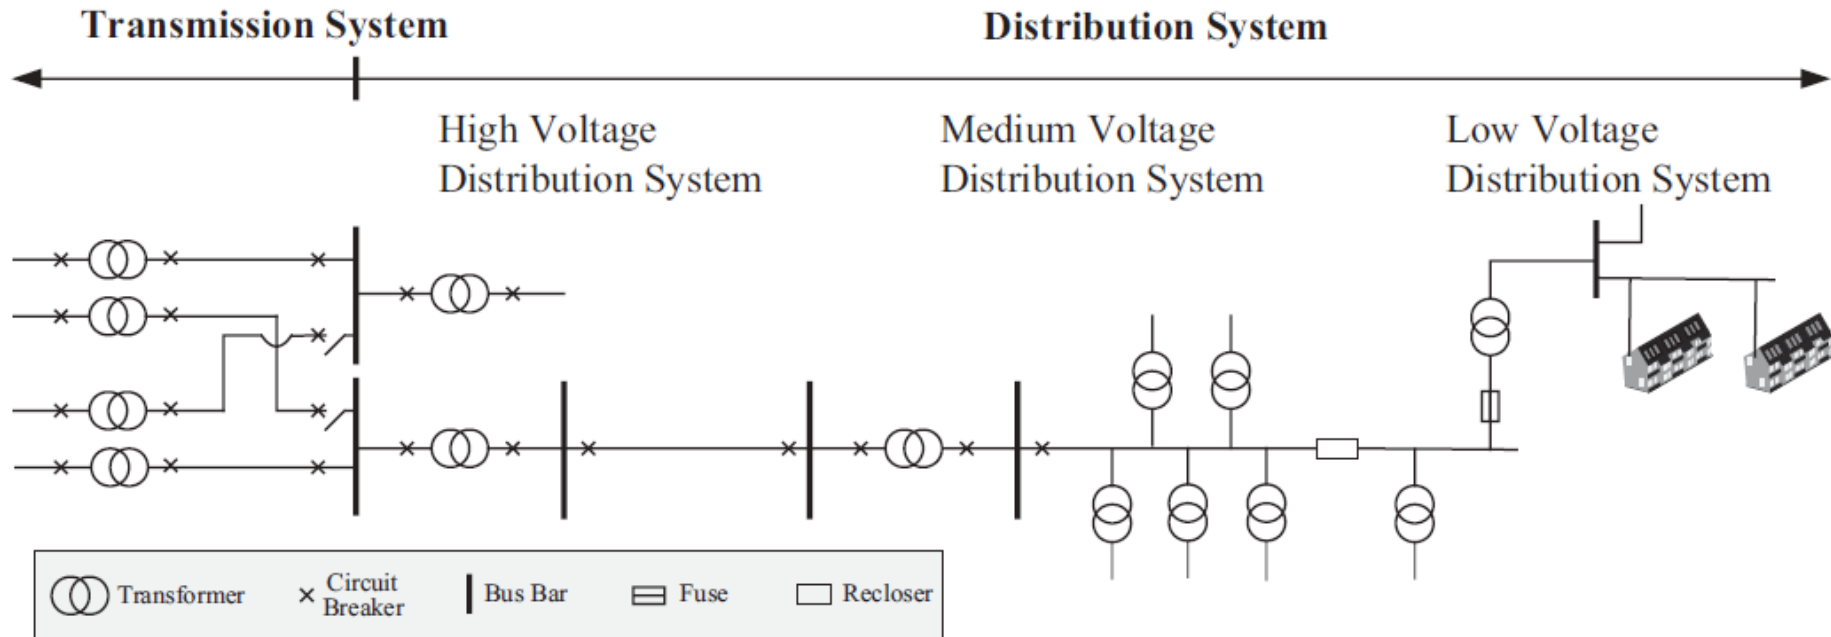 Transmission System
Distribution System
High Voltage
Distribution System
Medium Voltage
Distribution System
Low Voltage
Distribution System
Transformer
Circuit
Breaker
Bus Bar
Fuse
Recloser